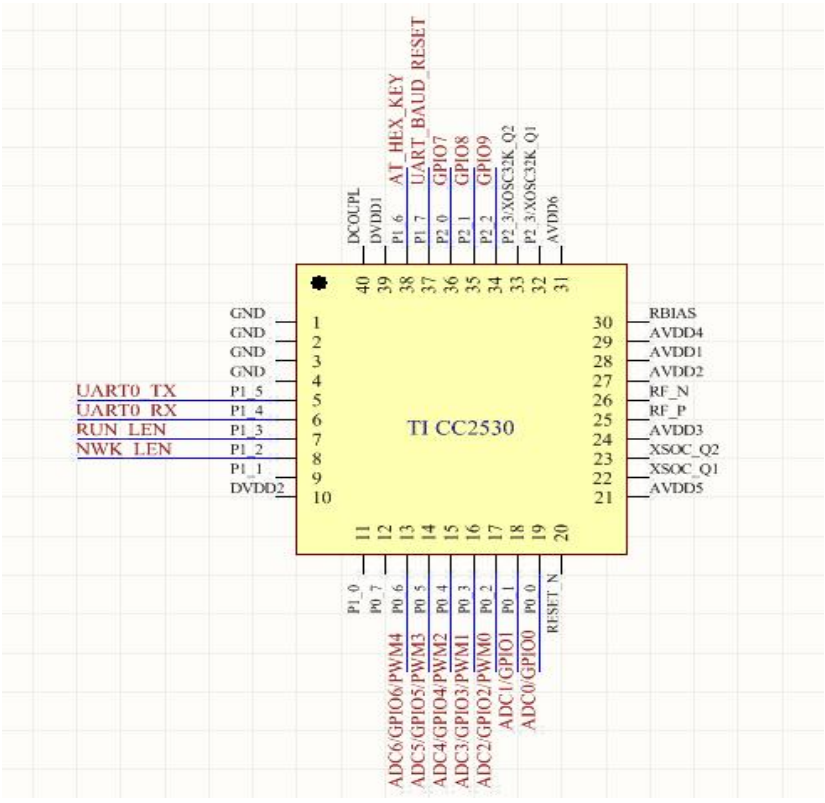 AT_HEX_KEY
UART_BAUD_RESET
GPIO7
GPIO8
GPIO9
DCOUPL
DVDD1
P1_6
P1_7
P2_0
P2_1
P2_2
P2_3/XOSC32K_Q2
P2_3/XOSC32K_Q1
AVDD6
40
39
38
37
36
35
34
33
32
31
GND 1
GND 2
GND 3
GND 4
UART0_TX P1_5 5
UART0_RX P1_4 6
RUN_LEN P1_3 7
NWK_LEN P1_2 8
P1_1 9
DVDD2 10
TI CC2530
30 RBIAS
29 AVDD4
28 AVDD1
27 AVDD2
26 RF_N
25 RF_P
24 AVDD3
23 XSOC_Q2
22 XSOC_Q1
21 AVDD5
11
12
13
14
15
16
17
18
19
20
P1_0
P0_7
P0_6
P0_5
P0_4
P0_3
P0_2
P0_1
P0_0
RESET_N
ADC6/GPIO6/PWM4
ADC5/GPIO5/PWM3
ADC4/GPIO4/PWM2
ADC3/GPIO3/PWM1
ADC2/GPIO2/PWM0
ADC1/GPIO1
ADC0/GPIO0